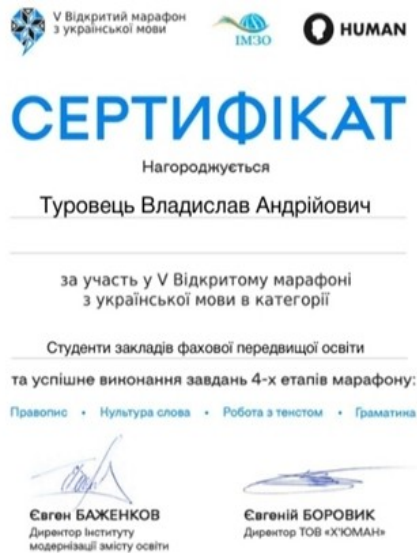 V Відкритий марафон
з української мови
ІМЗО
HUMAN
СЕРТИФІКАТ
Нагороджується
Туровець Владислав Андрійович
за участь у V Відкритому марафоні
з української мови в категорії
Студенти закладів фахової передвищої освіти
та успішне виконання завдань 4-х етапів марафону:
Правопис • Культура слова • Робота з текстом • Граматика
Євген БАЖЕНКОВ
Директор Інституту
модернізації змісту освіти
Євгеній БОРОВИК
Директор ТОВ «Х'ЮМАН»